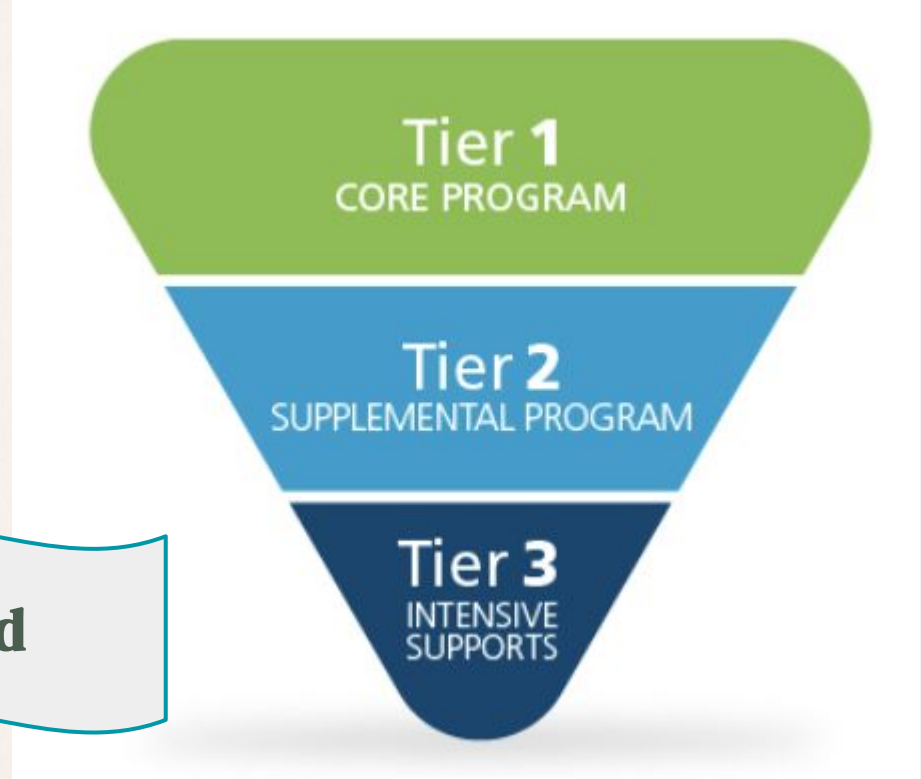 Tier 1
CORE PROGRAM
Tier 2
SUPPLEMENTAL PROGRAM
Tier 3
INTENSIVE
SUPPORTS